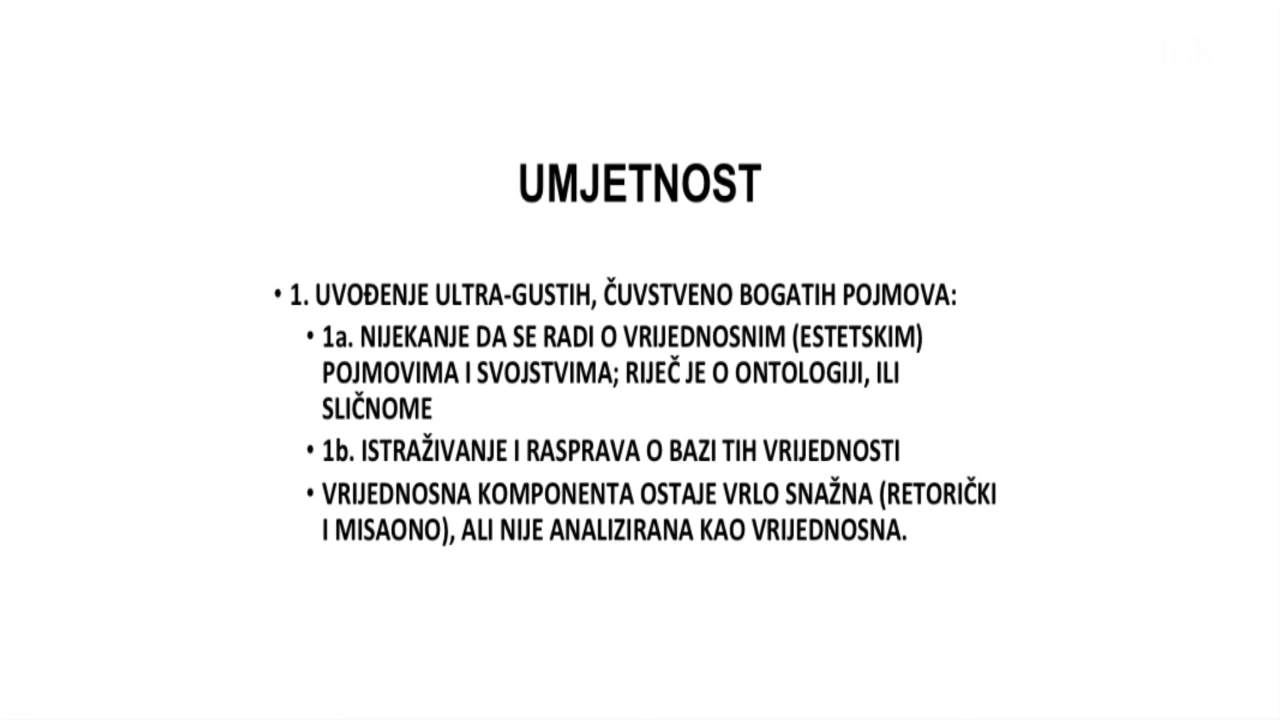 UMJETNOST
• 1. UVOĐENJE ULTRA-GUSTIH, ČUVSTVENO BOGATIH POJMOVA:
• 1a. NIJEKANJE DA SE RADI O VRIJEDNOSNIM (ESTETSKIM)
POJMOVIMA I SVOJSTVIMA; RIJEČ JE O ONTOLOGIJI, ILI
SLIČNOME
• 1b. ISTRAŽIVANJE I RASPRAVA O BAZI TIH VRIJEDNOSTI
• VRIJEDNOSNA KOMPONENTA OSTAJE VRLO SNAŽNA (RETORIČKI
I MISAONO), ALI NIJE ANALIZIRANA KAO VRIJEDNOSNA.